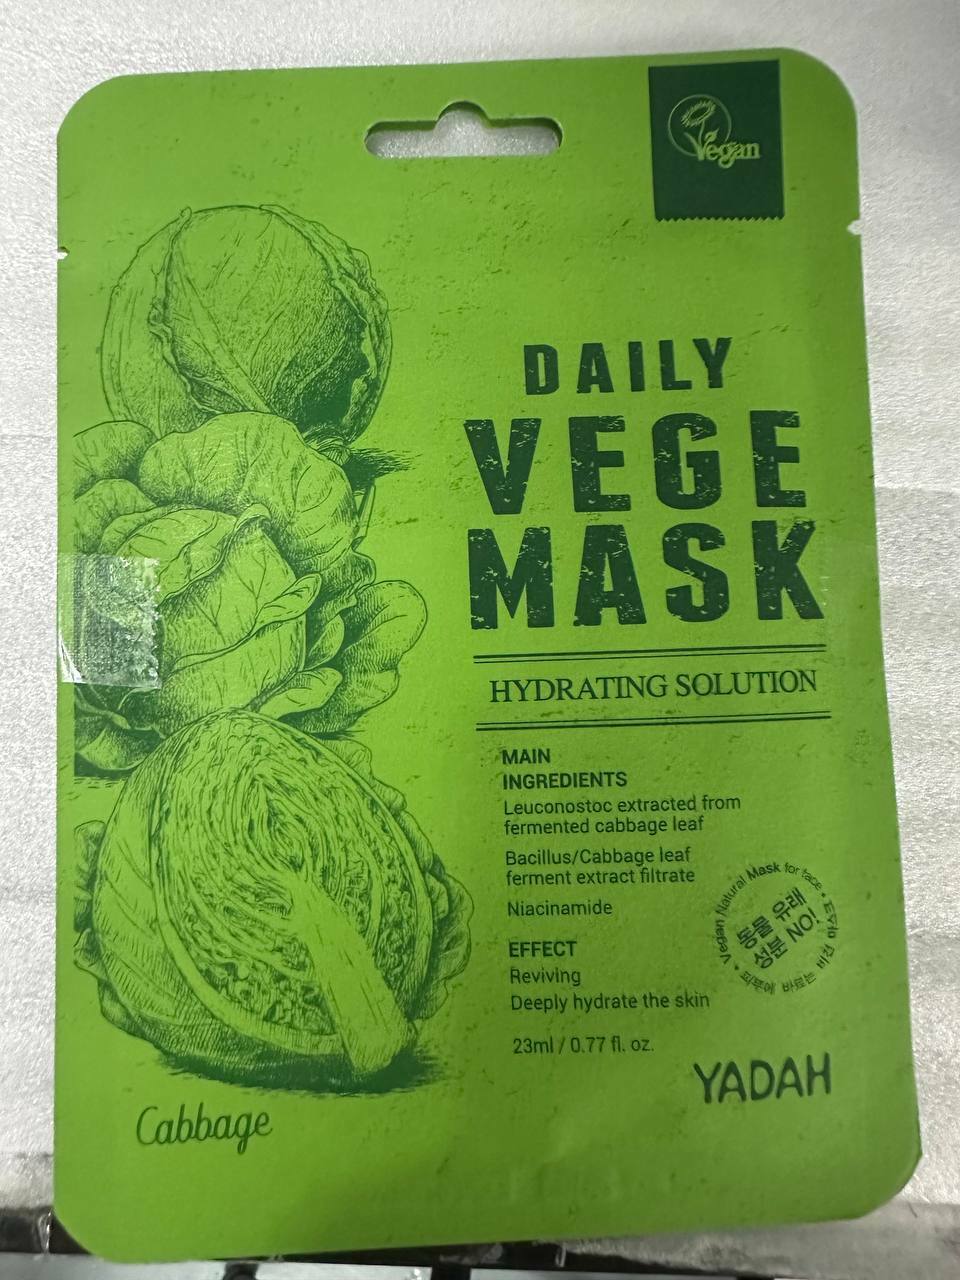 Vegan
DAILY
VEGE
MASK
HYDRATING SOLUTION
MAIN
INGREDIENTS
Leuconostoc extracted from
fermented cabbage leaf
Bacillus/Cabbage leaf
ferment extract filtrate
Niacinamide
EFFECT
Reviving
Deeply hydrate the skin
23ml / 0.77 fl. oz.
Vegan Natural Mask for face
동물
유래
성분
NO!
YADAH
Cabbage